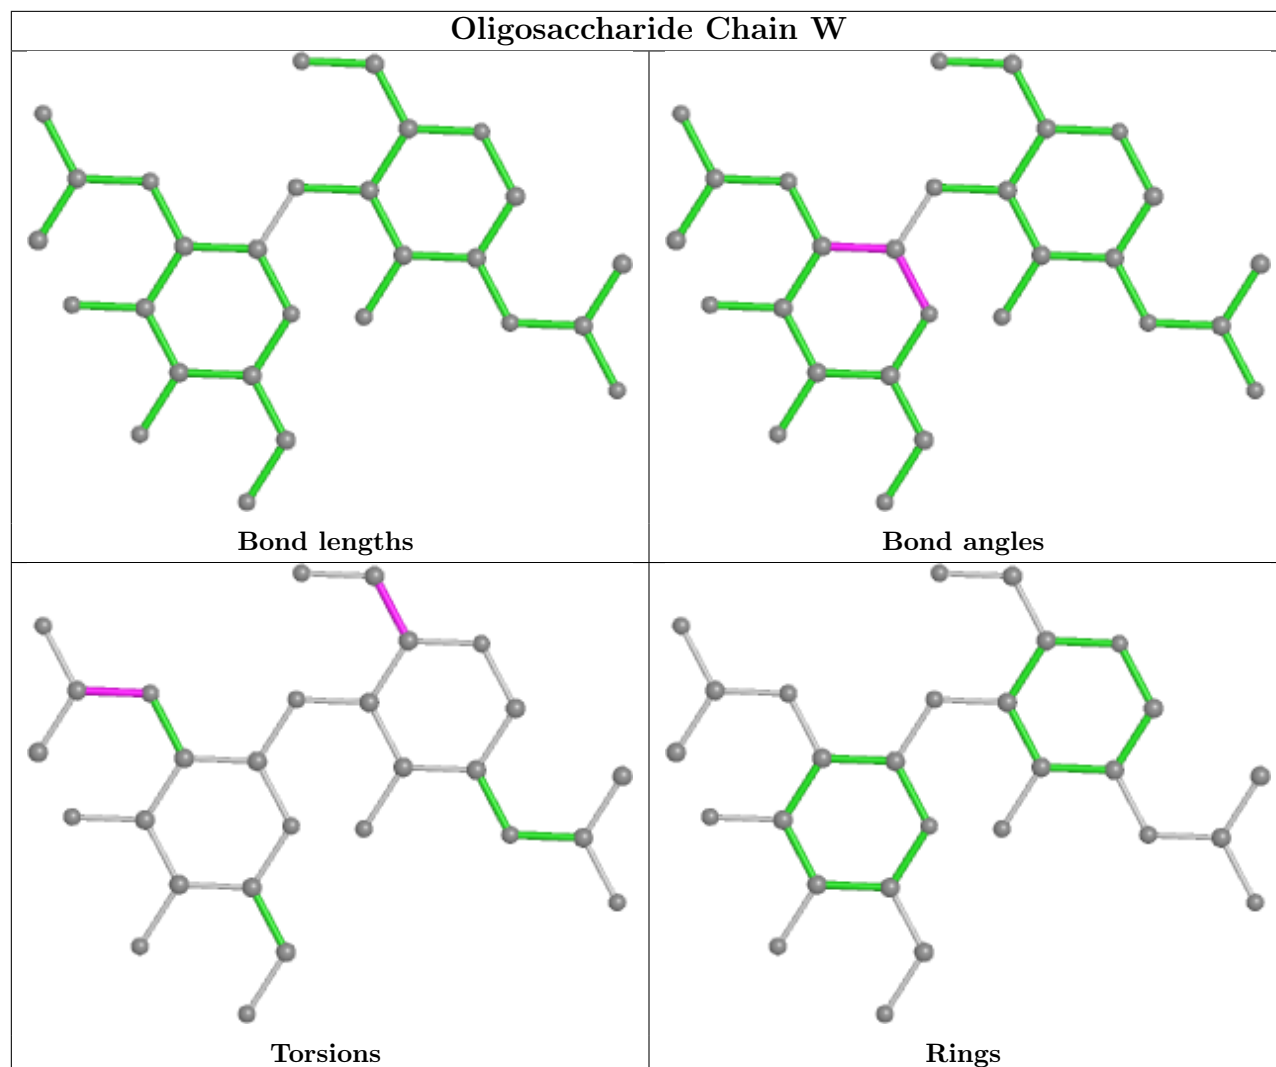 Oligosaccharide Chain W
Bond lengths
Bond angles
Torsions
Rings